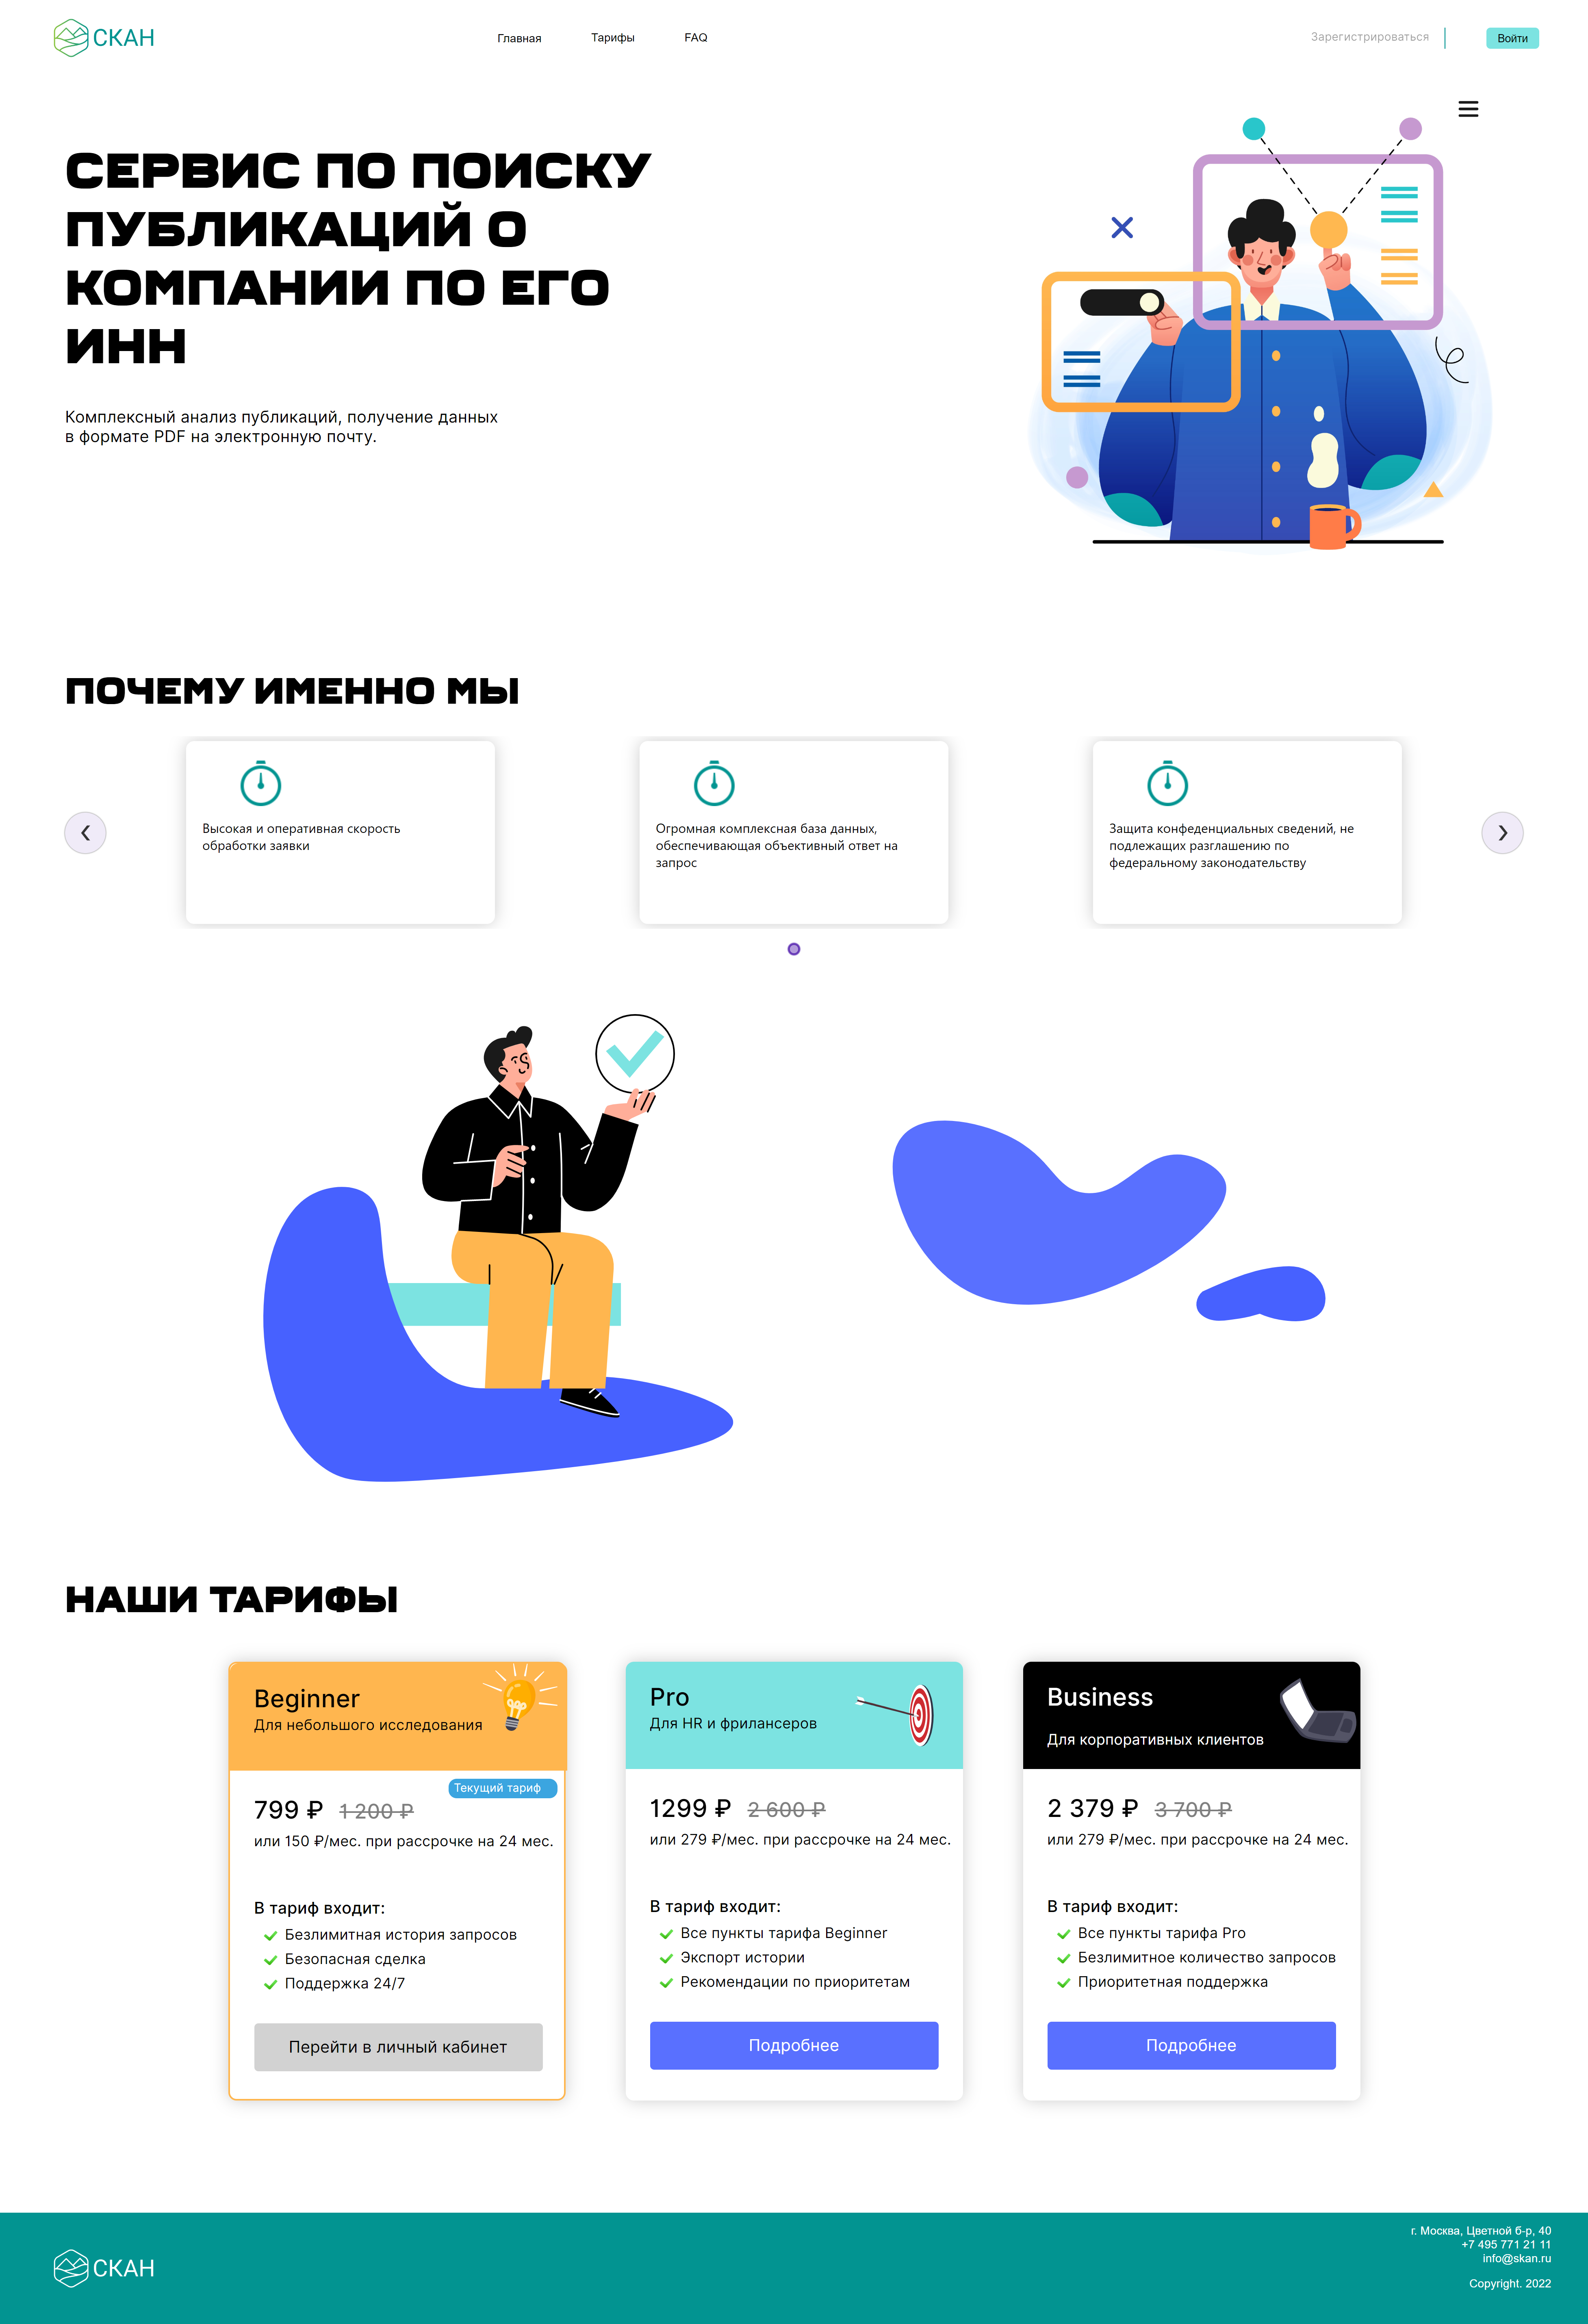 СКАН
Главная
Тарифы
FAQ
Зарегистрироваться
Войти
СЕРВИС ПО ПОИСКУ
ПУБЛИКАЦИЙ О
КОМПАНИИ ПО ЕГО
ИНН
Комплексный анализ публикаций, получение данных
в формате PDF на электронную почту.
ПОЧЕМУ ИМЕННО МЫ
Высокая и оперативная скорость
обработки заявки
Огромная комплексная база данных,
обеспечивающая объективный ответ на
запрос
Защита конфеденциальных сведений, не
подлежащих разглашению по
федеральному законодательству
НАШИ ТАРИФЫ
Beginner
Для небольшого исследования
Текущий тариф
799 ₽ 1 200 ₽
или 150 ₽/мес. при рассрочке на 24 мес.
В тариф входит:
Безлимитная история запросов
Безопасная сделка
Поддержка 24/7
Перейти в личный кабинет
Pro
Для HR и фрилансеров
1299 ₽ 2 600 ₽
или 279 ₽/мес. при рассрочке на 24 мес.
В тариф входит:
Все пункты тарифа Beginner
Экспорт истории
Рекомендации по приоритетам
Подробнее
Business
Для корпоративных клиентов
2 379 ₽ 3 700 ₽
или 279 ₽/мес. при рассрочке на 24 мес.
В тариф входит:
Все пункты тарифа Pro
Безлимитное количество запросов
Приоритетная поддержка
Подробнее
СКАН
г. Москва, Цветной б-р, 40
+7 495 771 21 11
info@skan.ru
Copyright. 2022